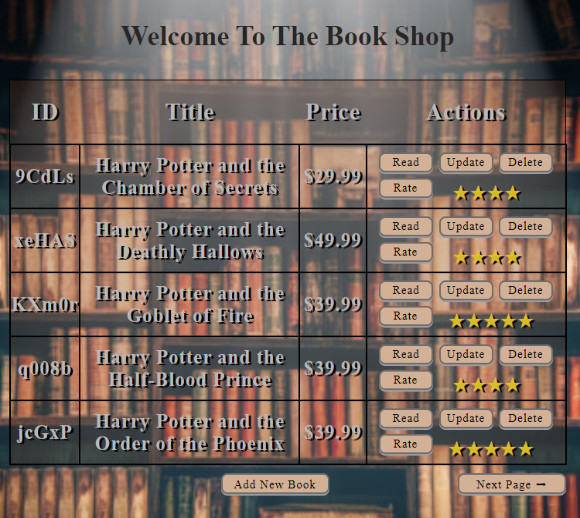 Welcome To The Book Shop
ID Title Price Actions
9CdLs Harry Potter and the Chamber of Secrets $29.99 Read Update Delete
Rate ★★★★
xeHAS Harry Potter and the Deathly Hallows $49.99 Read Update Delete
Rate ★★★★
KXm0r Harry Potter and the Goblet of Fire $39.99 Read Update Delete
Rate ★★★★★
q008b Harry Potter and the Half-Blood Prince $39.99 Read Update Delete
Rate ★★★★
jcGxP Harry Potter and the Order of the Phoenix $39.99 Read Update Delete
Rate ★★★★★
Add New Book Next Page →